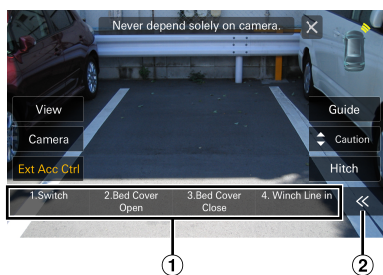 Never depend solely on camera.
View
Guide
Camera
Caution
Ext Acc Ctrl
Hitch
1.Switch
2.Bed Cover
Open
3.Bed Cover
Close
4. Winch Line in
1
2